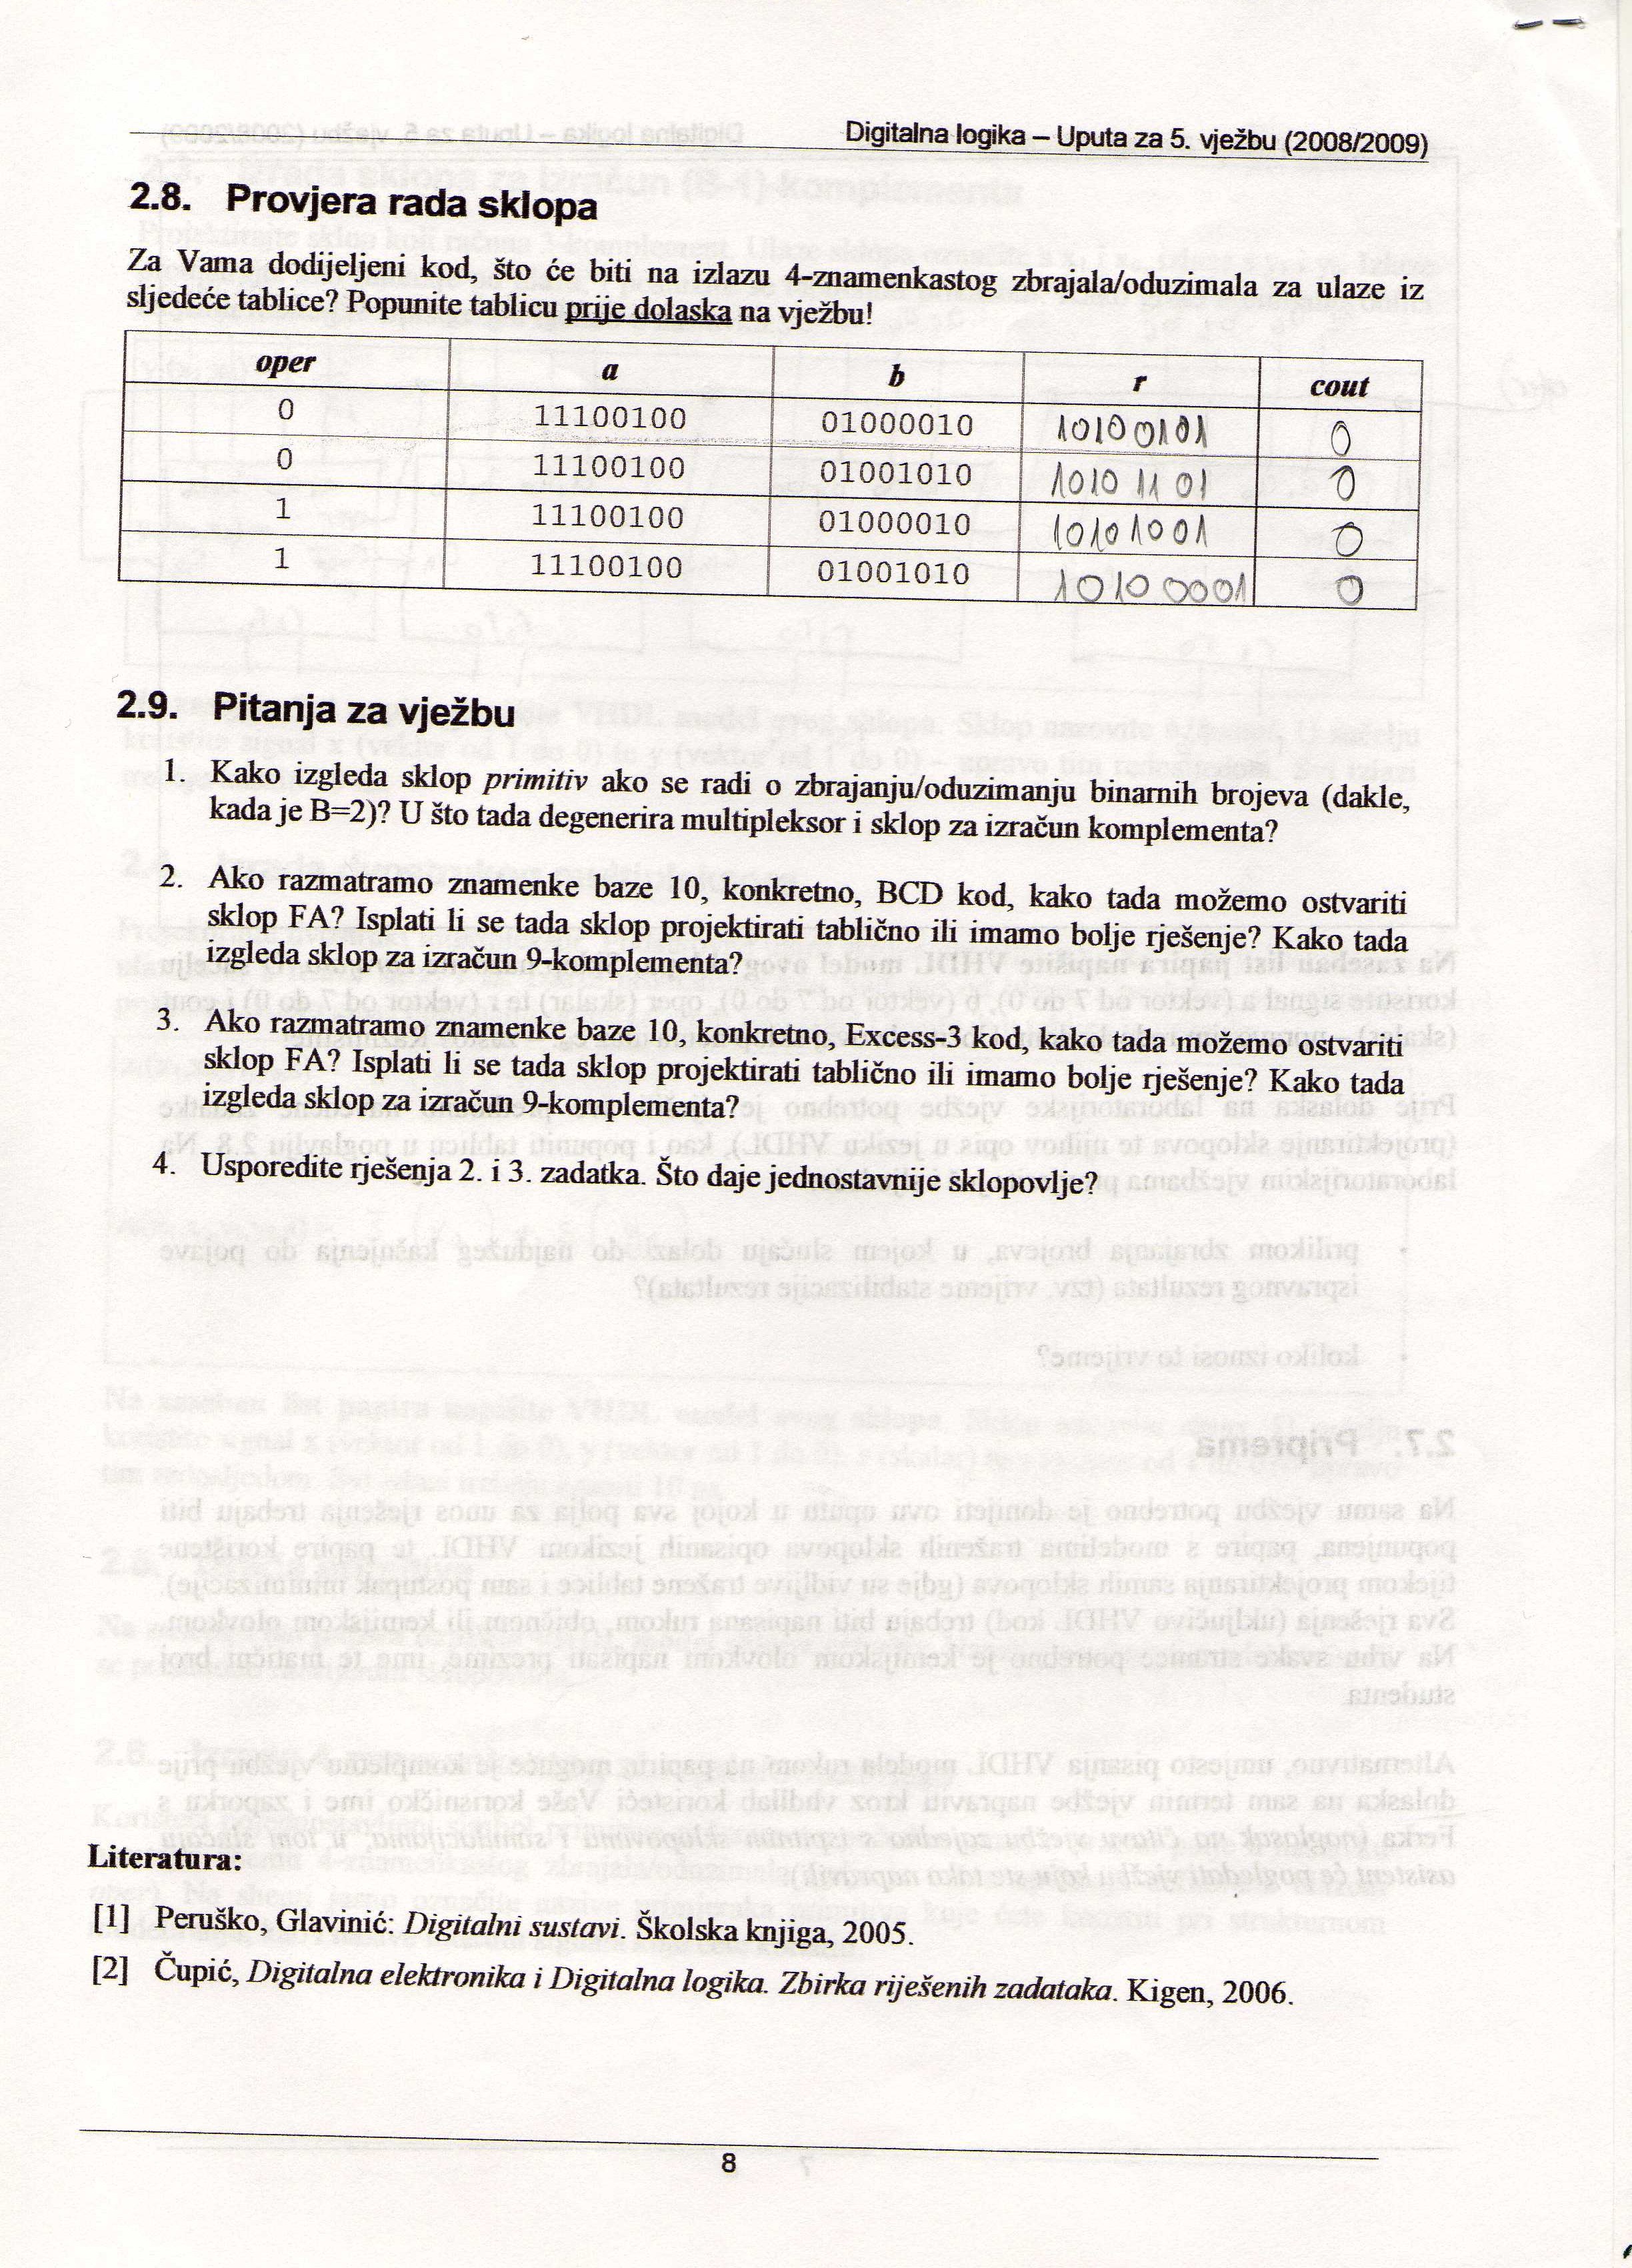 Digitalna logika – Uputa za 5. vježbu (2008/2009)
2.8. Provjera rada sklopa
Za Vama dodijeljeni kod, što će biti na izlazu 4-znamenkastog zbrajala/oduzimala za ulaze iz
sljedeće tablice? Popunite tablicu prije dolaska na vježbu!
oper a b r cout
0 11100100 01000010 10100101 0
0 11100100 01001010 10101101 0
1 11100100 01000010 10101001 0
1 11100100 01001010 10100001 0
2.9. Pitanja za vježbu
1. Kako izgleda sklop primitiv ako se radi o zbrajanju/oduzimanju binarnih brojeva (dakle,
kada je B=2)? U što tada degenerira multipleksor i sklop za izračun komplementa?
2. Ako razmatramo znamenke baze 10, konkretno, BCD kod, kako tada možemo ostvariti
sklop FA? Isplati li se tada sklop projektirati tablično ili imamo bolje rješenje? Kako tada
izgleda sklop za izračun 9-komplementa?
3. Ako razmatramo znamenke baze 10, konkretno, Excess-3 kod, kako tada možemo ostvariti
sklop FA? Isplati li se tada sklop projektirati tablično ili imamo bolje rješenje? Kako tada
izgleda sklop za izračun 9-komplementa?
4. Usporedite rješenja 2. i 3. zadatka. Što daje jednostavnije sklopovlje?
Literatura:
[1] Peruško, Glavinić: Digitalni sustavi. Školska knjiga, 2005.
[2] Čupić, Digitalna elektronika i Digitalna logika. Zbirka riješenih zadataka. Kigen, 2006.
8